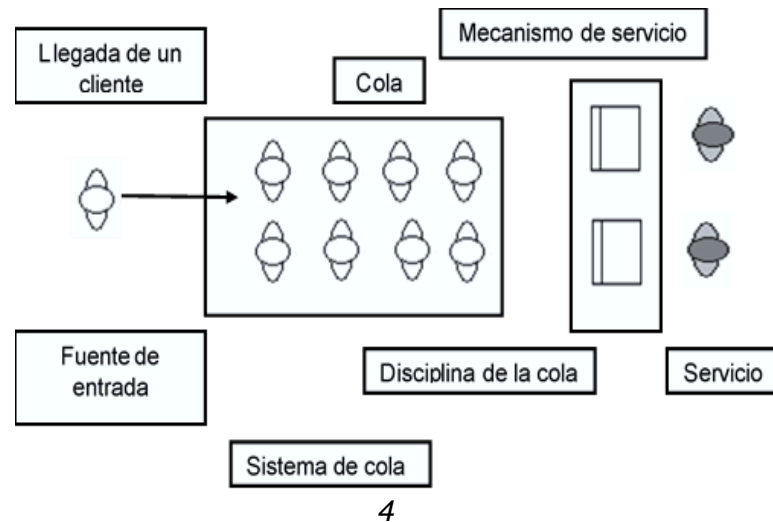 Mecanismo de servicio
Llegada de un
cliente
Cola
Fuente de
entrada
Disciplina de la cola
Servicio
Sistema de cola
4